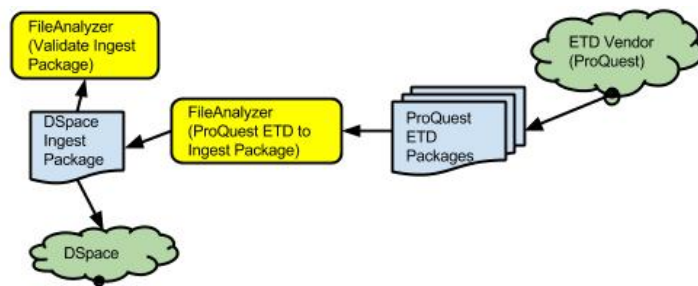 FileAnalyzer
(Validate Ingest
Package)
ETD Vendor
(ProQuest)
DSpace
Ingest
Package
FileAnalyzer
(ProQuest ETD to
Ingest Package)
ProQuest
ETD
Packages
DSpace